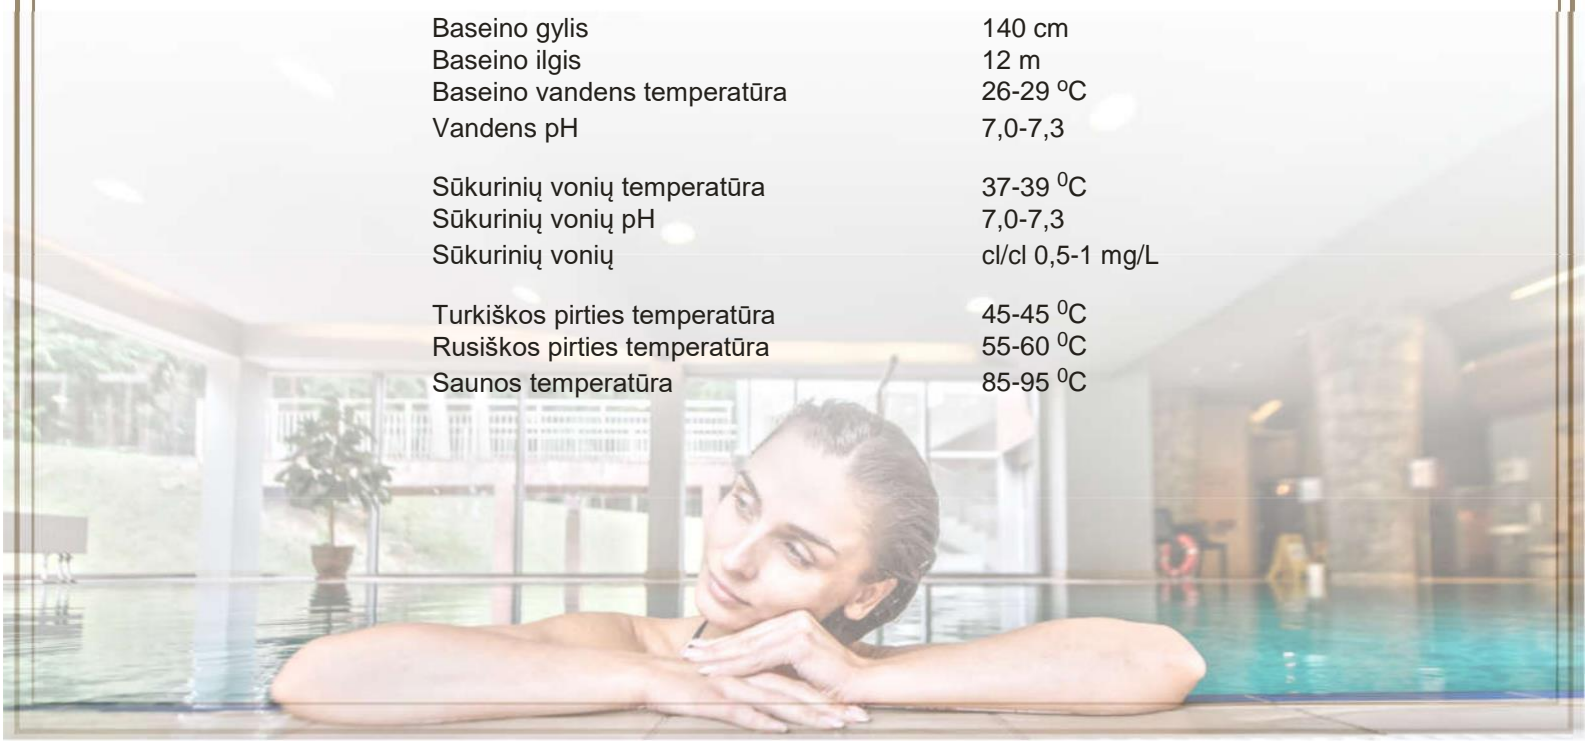 Baseino gylis 140 cm
Baseino ilgis 12 m
Baseino vandens temperatūra 26-29 ⁰C
Vandens pH 7,0-7,3
Sūkurinių vonių temperatūra 37-39 ⁰C
Sūkurinių vonių pH 7,0-7,3
Sūkurinių vonių cl/cl 0,5-1 mg/L
Turkiškos pirties temperatūra 45-45 ⁰C
Rusiškos pirties temperatūra 55-60 ⁰C
Saunos temperatūra 85-95 ⁰C